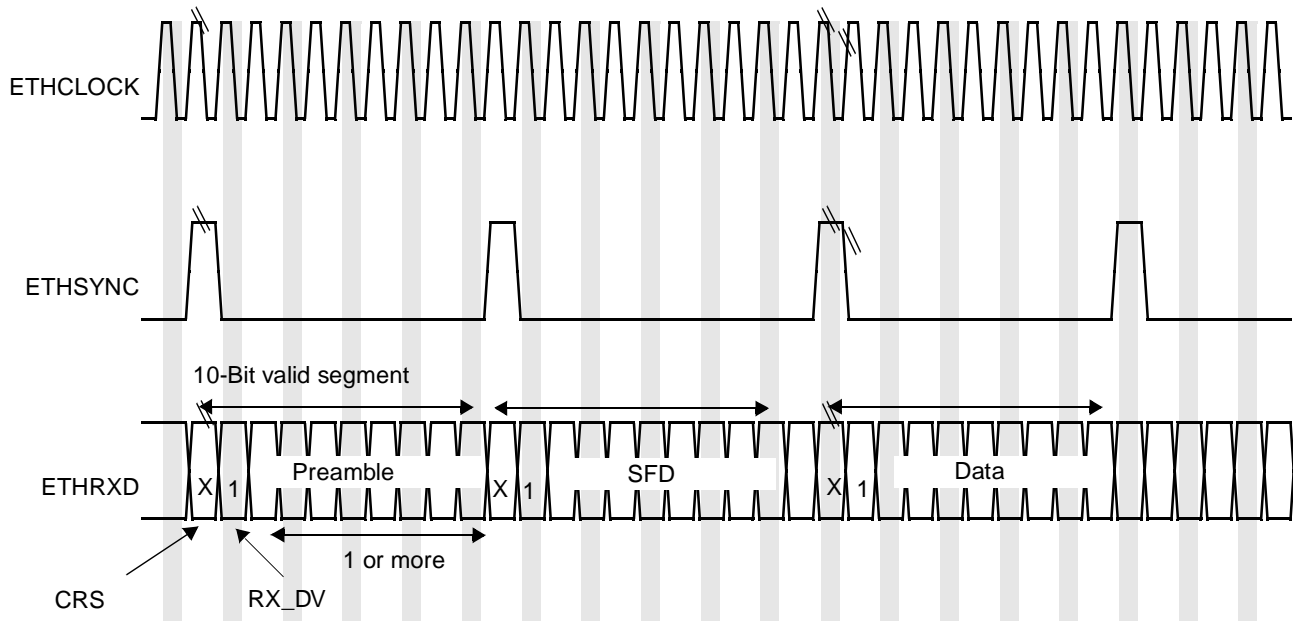 ETHCLOCK
ETHSYNC
10-Bit valid segment
ETHRXD
X 1 Preamble X 1 SFD X 1 Data
1 or more
CRS
RX_DV